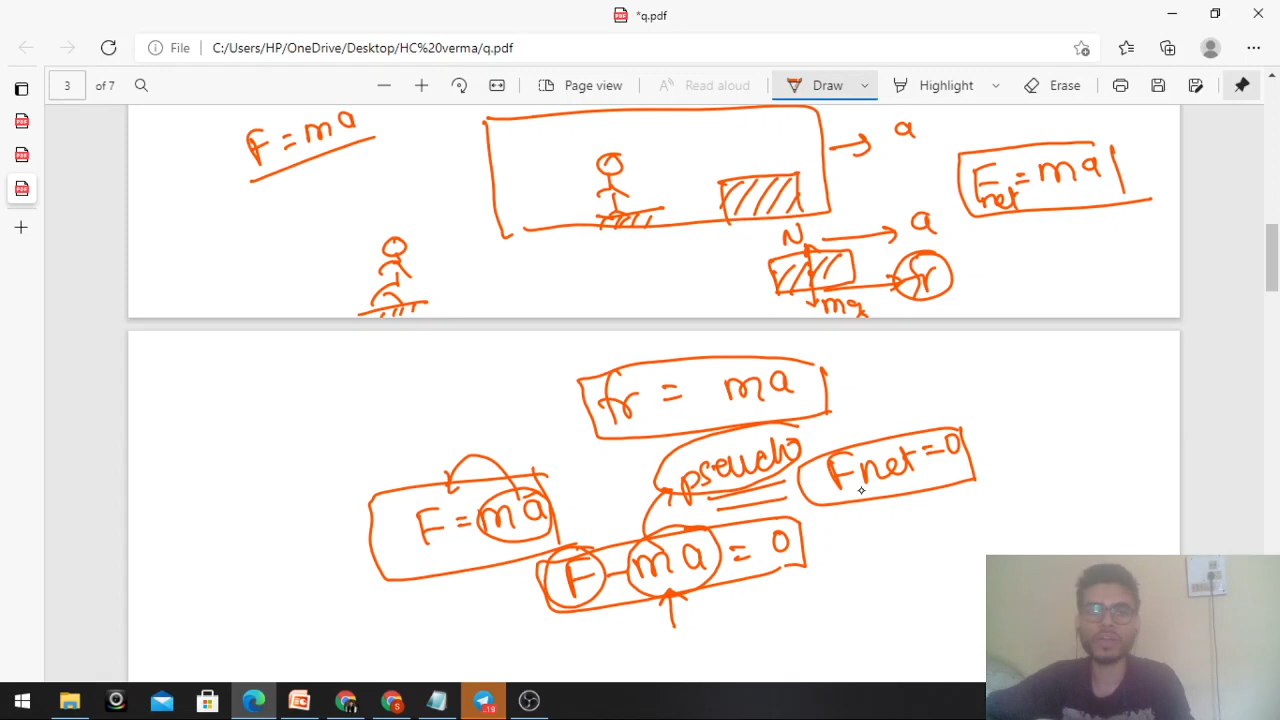 *q.pdf
File C:/Users/HP/OneDrive/Desktop/HC%20verma/q.pdf
3 of 7 Page view Read aloud Draw Highlight Erase
F = ma
a
Fnet = ma
N
a
fr
mg
fr = ma
pseudo
Fnet = 0
F = ma
F - ma = 0
19